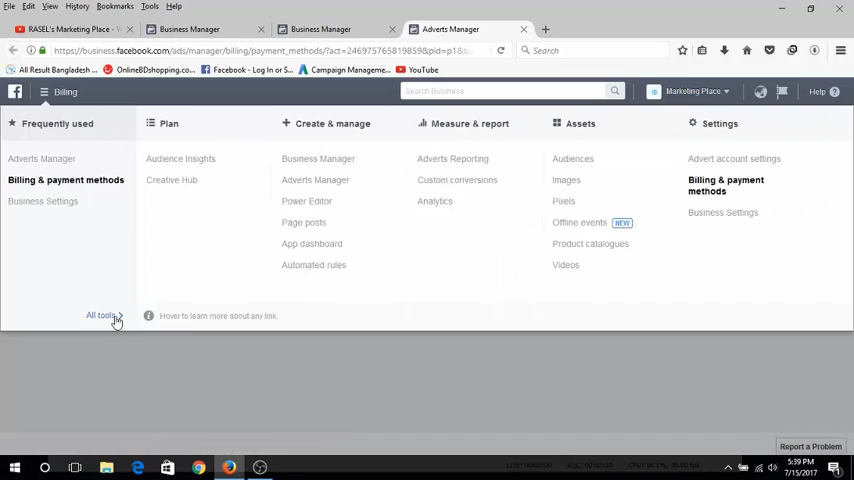 File Edit View History Bookmarks Tools Help
RASEL's Marketing Place - Business Manager Business Manager Adverts Manager
https://business.facebook.com/ads/manager/billing/payment_methods/?act=246975765819859&pid=p1&b Search
All Result Bangladesh ... OnlineBDshopping.co... Facebook - Log In or S... Campaign Manageme... YouTube
Billing Search Business Marketing Place Help
Frequently used Plan Create & manage Measure & report Assets Settings
Adverts Manager Audience Insights Business Manager Adverts Reporting Audiences Advert account settings
Billing & payment methods Creative Hub Adverts Manager Custom conversions Images Billing & payment
methods
Business Settings Power Editor Analytics Pixels
Business Settings
Page posts Offline events NEW
App dashboard Product catalogues
Automated rules Videos
All tools Hover to learn more about any link.
Report a Problem
5:39 PM
7/15/2017